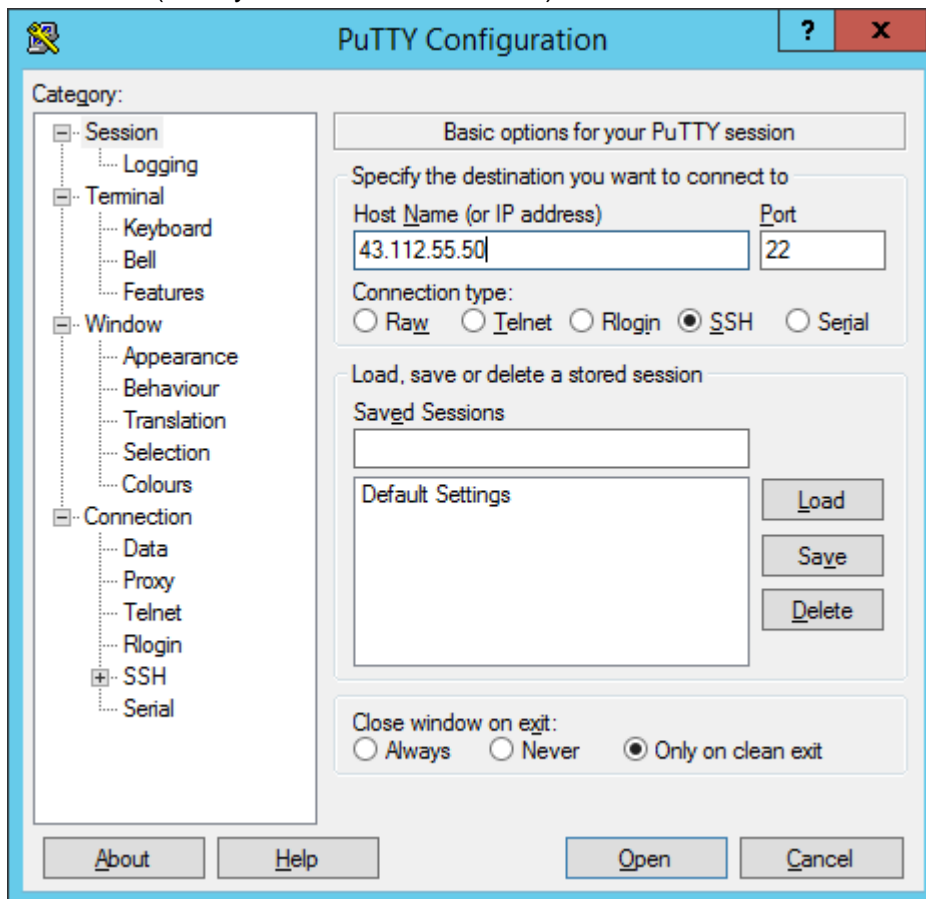 PuTTY Configuration
?
x
Category:
Session
Logging
Terminal
Keyboard
Bell
Features
Window
Appearance
Behaviour
Translation
Selection
Colours
Connection
Data
Proxy
Telnet
Rlogin
SSH
Serial
Basic options for your PuTTY session
Specify the destination you want to connect to
Host Name (or IP address)
Port
43.112.55.50
22
Connection type:
Raw Telnet Rlogin SSH Serial
Load, save or delete a stored session
Saved Sessions
Default Settings
Load
Save
Delete
Close window on exit:
Always Never Only on clean exit
About Help Open Cancel